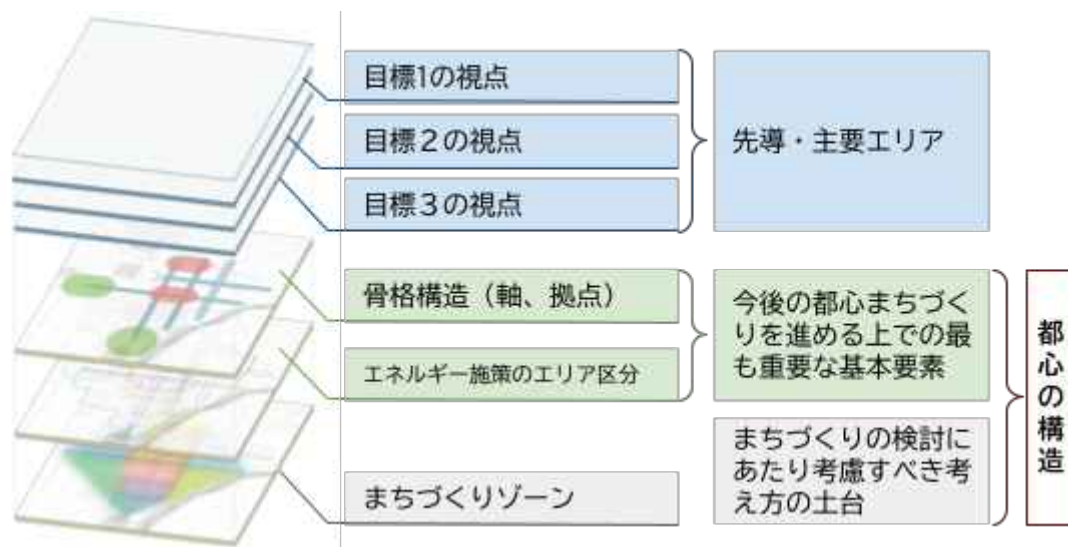 目標1の視点
目標２の視点
目標３の視点
先導・主要エリア
骨格構造（軸、拠点）
エネルギー施策のエリア区分
今後の都心まちづく
りを進める上での最
も重要な基本要素
まちづくりゾーン
まちづくりの検討に
あたり考慮すべき考
え方の土台
都心の構造